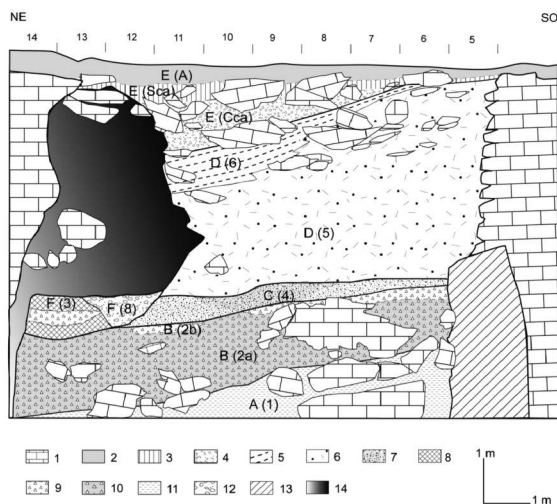 NE SO
14 13 12 11 10 9 8 7 6 5
E (A)
E (Sca)
E (Cca)
D (6)
D (5)
F (3) F (8) C (4)
B (2b)
B (2a)
A (1)
1 2 3 4 5 6 7 8 1 m
9 10 11 12 13 14 1 m